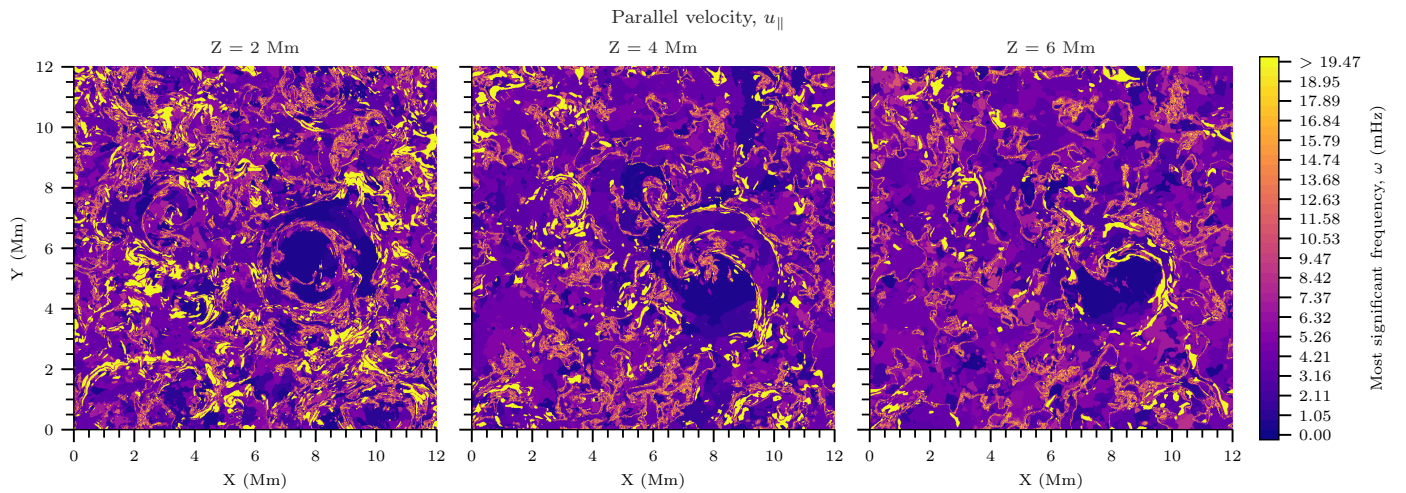 Parallel velocity, u∥
Z = 2 Mm
Z = 4 Mm
Z = 6 Mm
12
10
8
6
4
2
0
Y (Mm)
0 2 4 6 8 10 12
X (Mm)
0 2 4 6 8 10 12
X (Mm)
0 2 4 6 8 10 12
X (Mm)
> 19.47
18.95
17.89
16.84
15.79
14.74
13.68
12.63
11.58
10.53
9.47
8.42
7.37
6.32
5.26
4.21
3.16
2.11
1.05
0.00
Most significant frequency, ω (mHz)